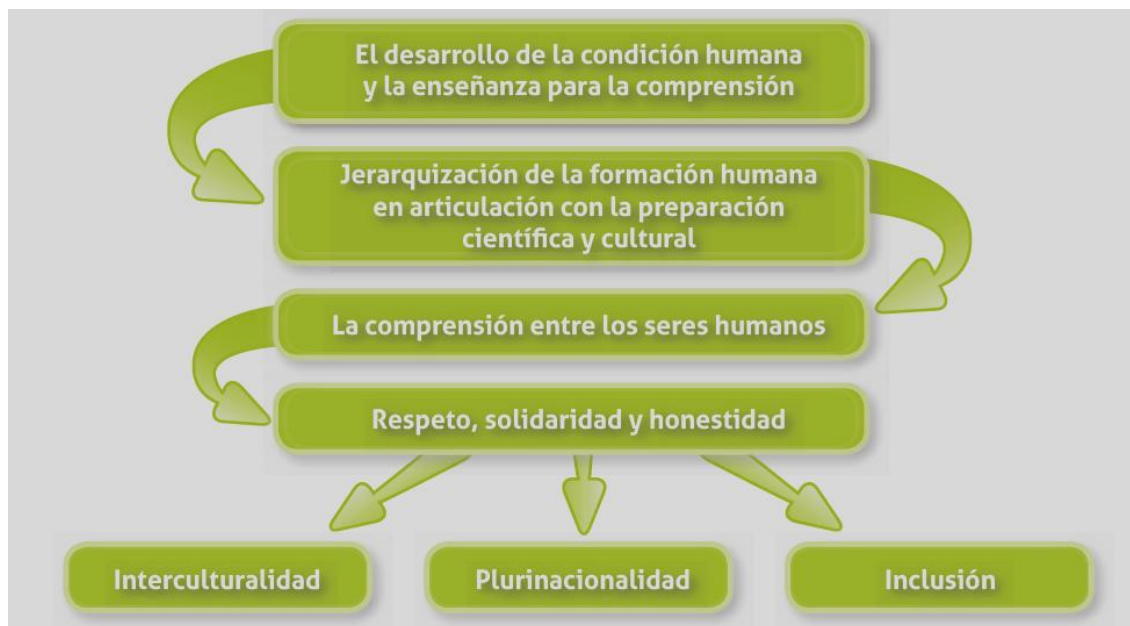 El desarrollo de la condición humana
y la enseñanza para la comprensión
Jerarquización de la formación humana
en articulación con la preparación
científica y cultural
La comprensión entre los seres humanos
Respeto, solidaridad y honestidad
Interculturalidad
Plurinacionalidad
Inclusión